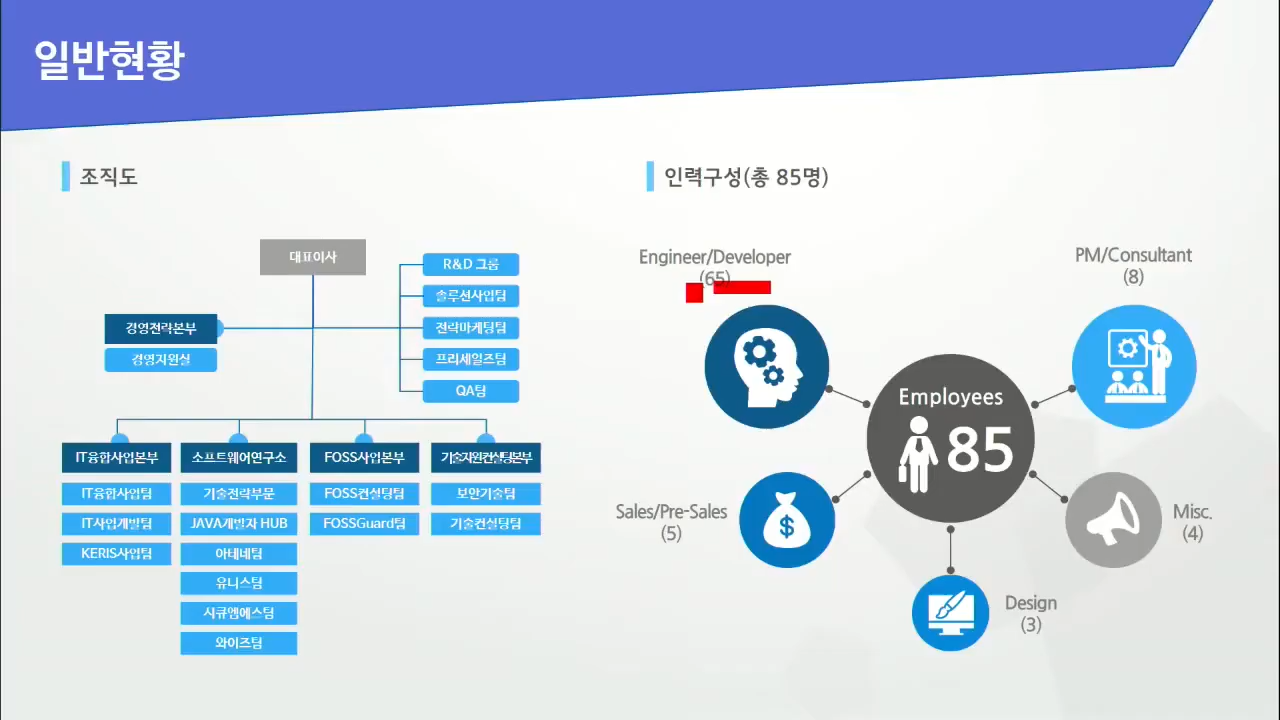 일반현황
조직도
대표이사
R&D 그룹
솔루션사업팀
전략마케팅팀
프리세일즈팀
QA팀
경영전략본부
경영지원실
IT융합사업본부
IT융합사업팀
IT사업개발팀
KERIS사업팀
소프트웨어연구소
기술전략부문
JAVA개발자 HUB
아테네팀
유니스팀
시큐엠에스팀
와이즈팀
FOSS사업본부
FOSS컨설팅팀
FOSSGuard팀
기술지원컨설팅본부
보안기술팀
기술컨설팅팀
인력구성(총 85명)
Engineer/Developer
(65)
PM/Consultant
(8)
Employees
85
Sales/Pre-Sales
(5)
$
Misc.
(4)
Design
(3)